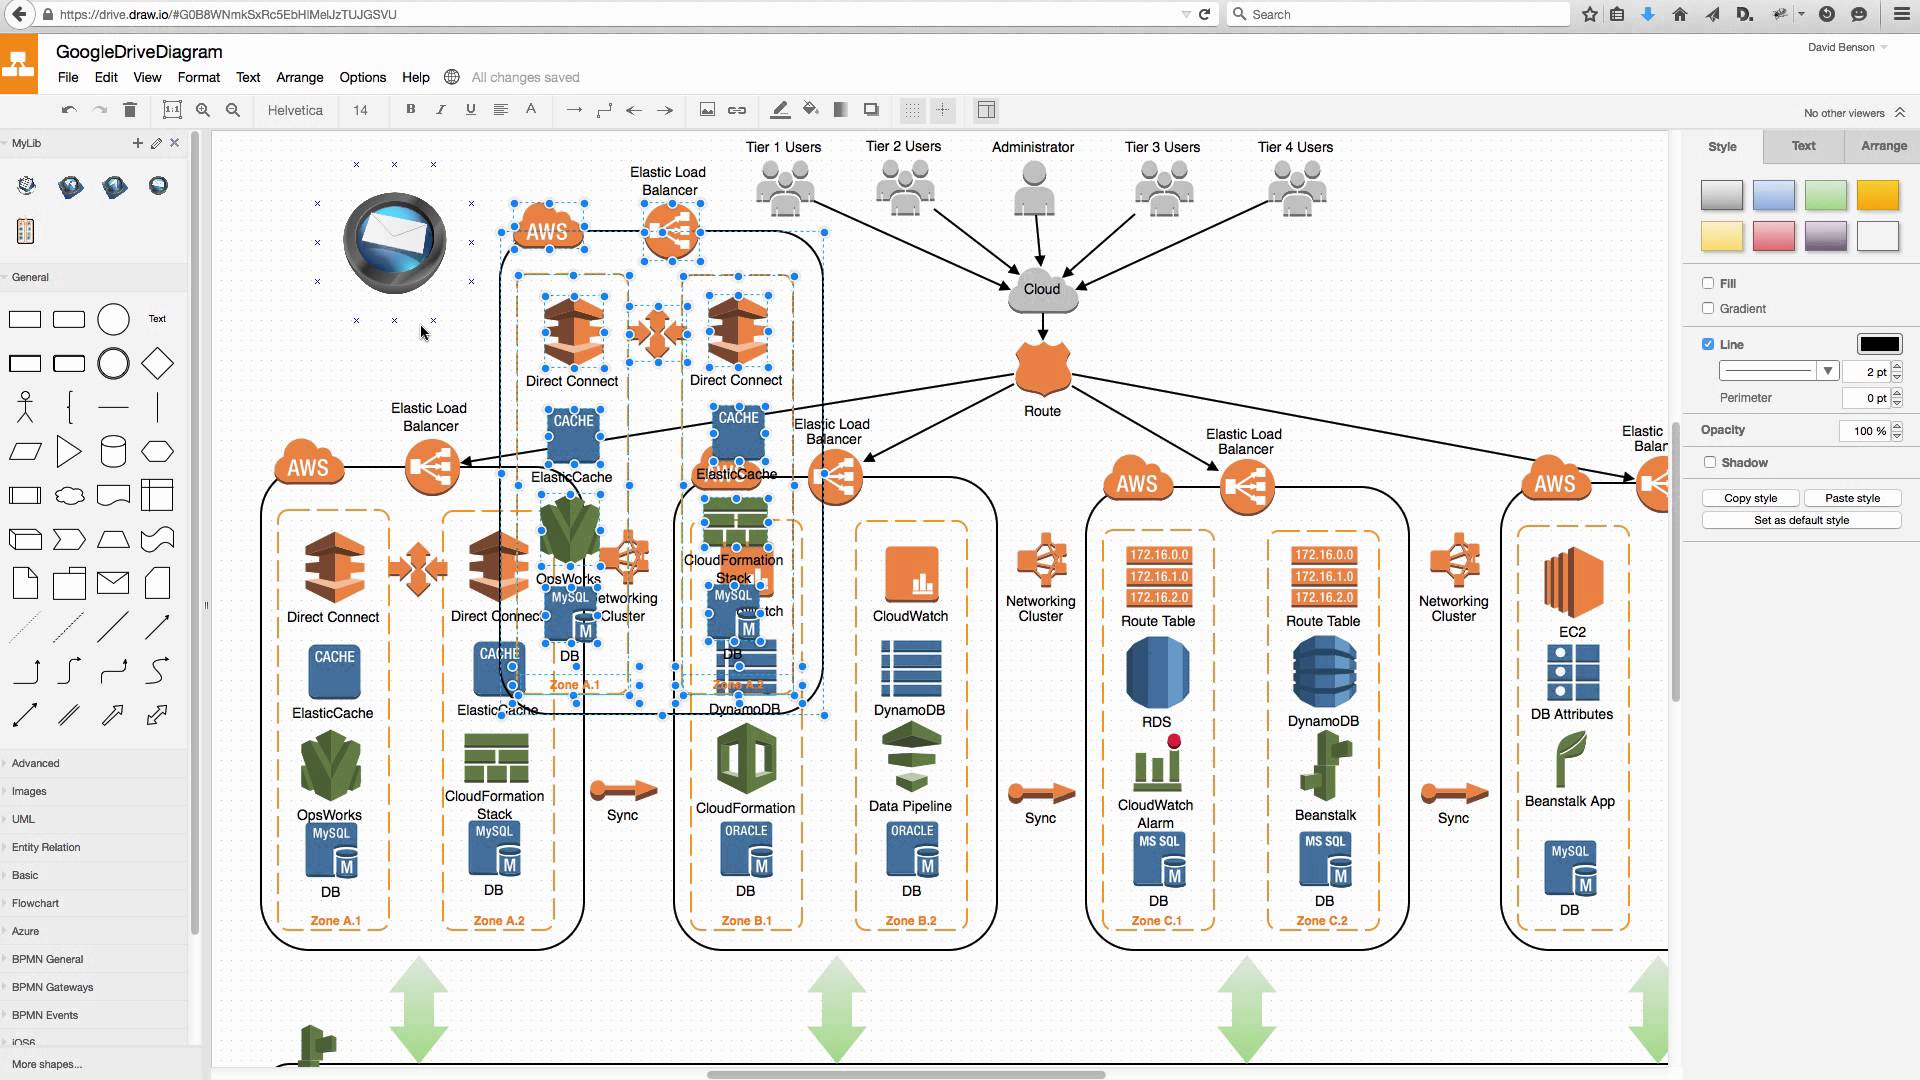 https://drive.draw.io/#G0B8WNmkSxRc5EbHlMelJzTUJGSVU
Search
GoogleDriveDiagram
David Benson
File Edit View Format Text Arrange Options Help All changes saved
1:1 Helvetica 14 B I U A
No other viewers
MyLib
General
Text
Advanced
Images
UML
Entity Relation
Basic
Flowchart
Azure
BPMN General
BPMN Gateways
BPMN Events
iOS6
More shapes...
Tier 1 Users
Tier 2 Users
Administrator
Tier 3 Users
Tier 4 Users
Cloud
Route
Elastic Load
Balancer
AWS
Direct Connect
Direct Connect
CACHE
CACHE
ElasticCache
ElasticCache
OpsWorks
CloudFormation
Stack
MySQL
M
DB
MySQL
M
DB
Zone A.1
Zone A.2
Elastic Load
Balancer
AWS
Direct Connect
Direct Connec
CACHE
CACHE
ElasticCache
ElasticCache
OpsWorks
CloudFormation
Stack
MySQL
M
DB
MySQL
M
DB
Zone A.1
Zone A.2
etworking
Cluster
Sync
Elastic Load
Balancer
AWS
tch
CloudWatch
DynamoDB
DynamoDB
CloudFormation
Data Pipeline
ORACLE
M
DB
ORACLE
M
DB
Zone B.1
Zone B.2
Networking
Cluster
Sync
Elastic Load
Balancer
AWS
172.16.0.0
172.16.1.0
172.16.2.0
Route Table
172.16.0.0
172.16.1.0
172.16.2.0
Route Table
RDS
DynamoDB
CloudWatch
Alarm
Beanstalk
MS SQL
M
DB
MS SQL
M
DB
Zone C.1
Zone C.2
Networking
Cluster
Sync
Elastic
Balan
AWS
EC2
DB Attributes
Beanstalk App
MySQL
M
DB
Style Text Arrange
Fill
Gradient
Line
2 pt
Perimeter 0 pt
Opacity 100 %
Shadow
Copy style Paste style
Set as default style